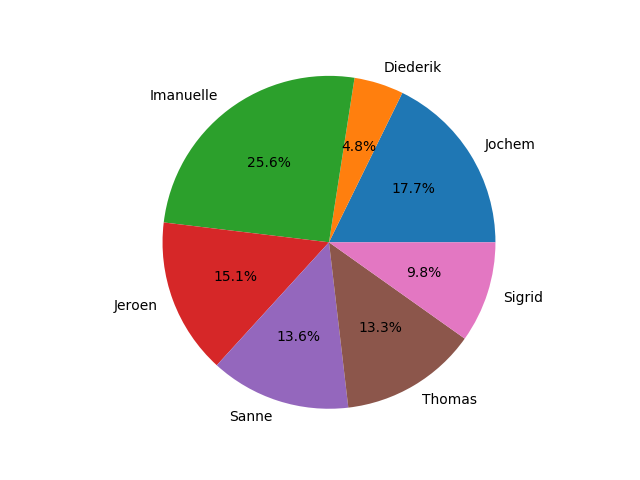 Diederik
Imanuelle
Jochem
4.8%
25.6%
17.7%
15.1%
9.8%
Jeroen
Sigrid
13.6%
13.3%
Thomas
Sanne